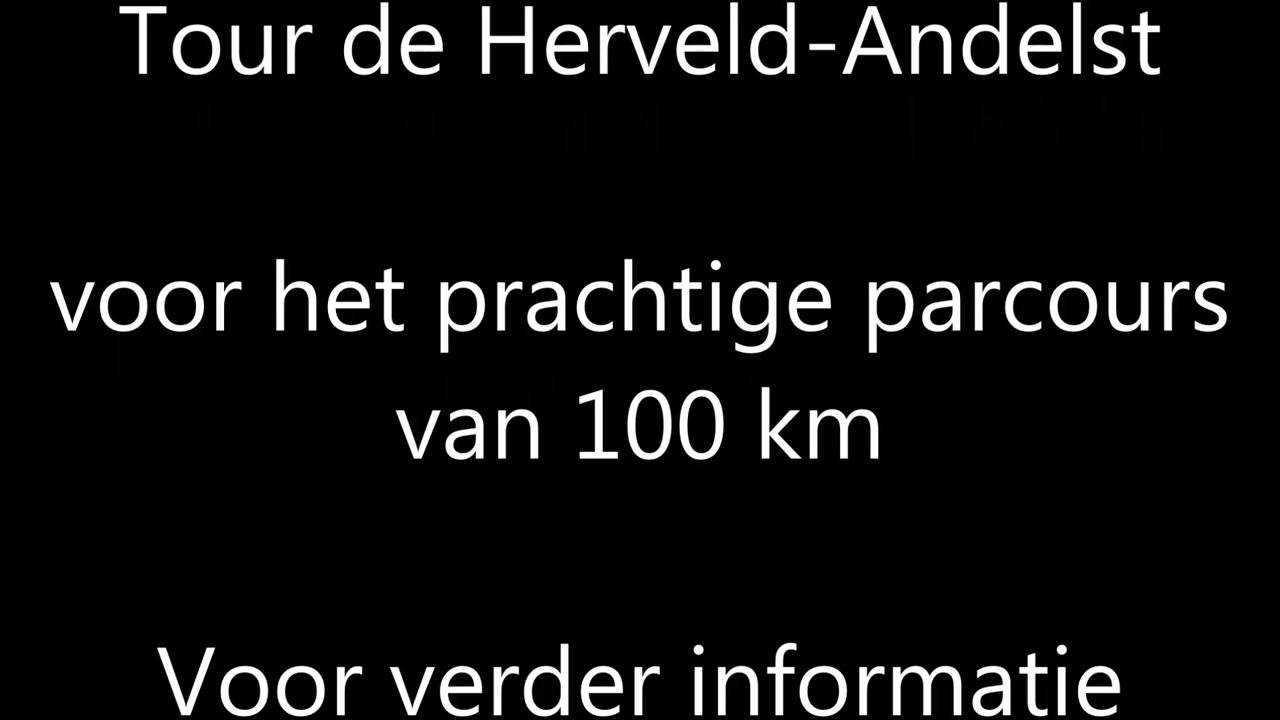 Tour de Herveld-Andelst
voor het prachtige parcours
van 100 km
Voor verder informatie